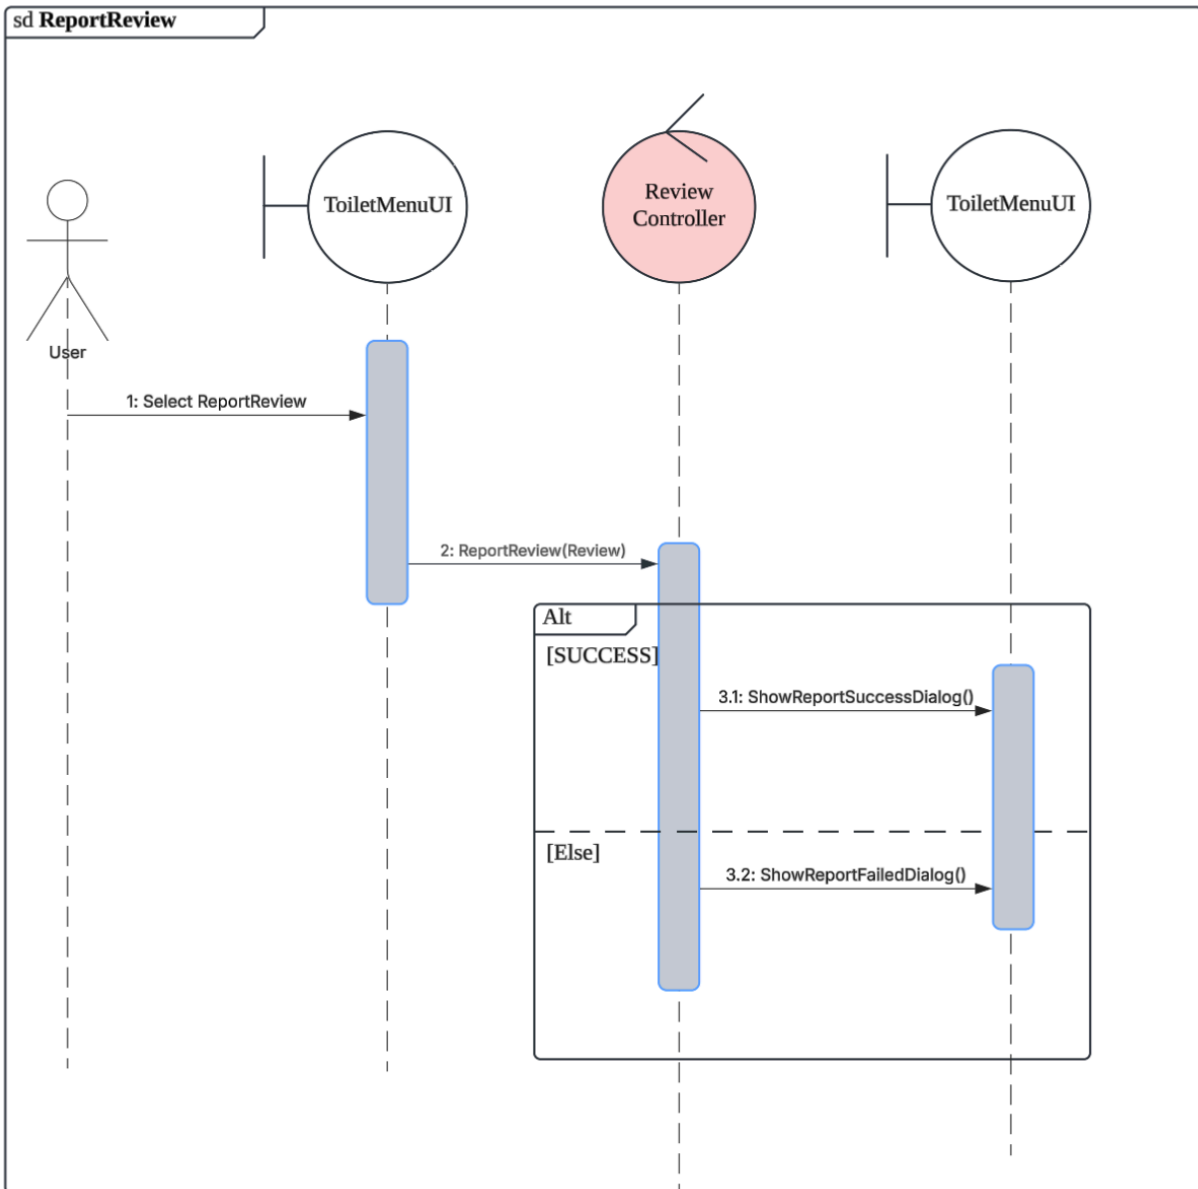 sd ReportReview
ToiletMenuUI
Review
Controller
ToiletMenuUI
User
1: Select ReportReview
2: ReportReview(Review)
Alt
[SUCCESS]
3.1: ShowReportSuccessDialog()
[Else]
3.2: ShowReportFailedDialog()